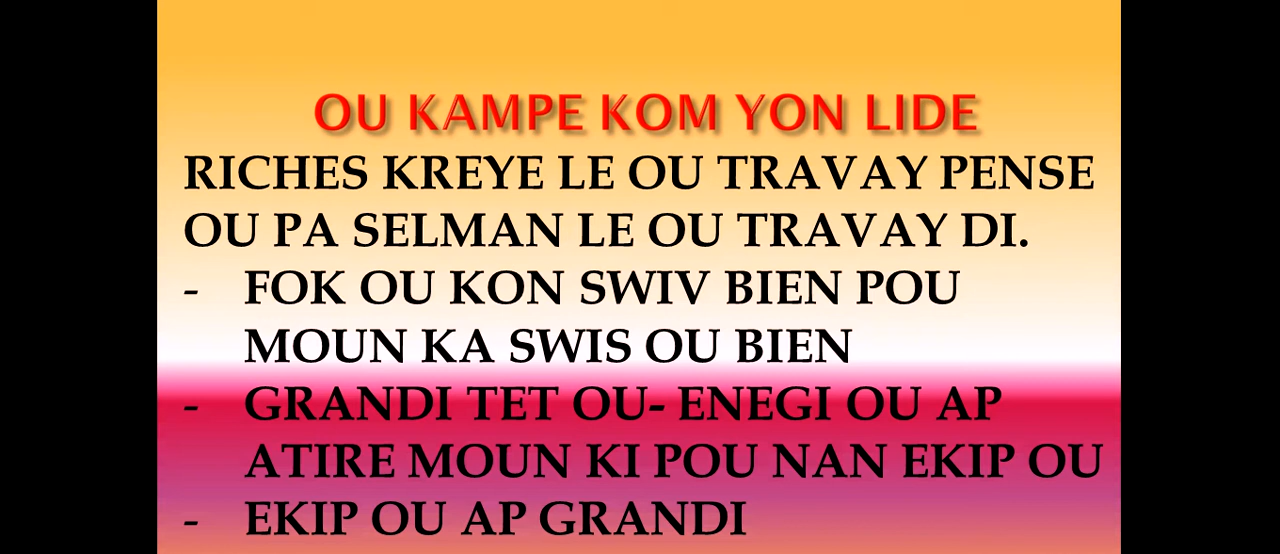 OU KAMPE KOM YON LIDE
RICHES KREYE LE OU TRAVAY PENSE
OU PA SELMAN LE OU TRAVAY DI.
- FOK OU KON SWIV BIEN POU
MOUN KA SWIS OU BIEN
- GRANDI TET OU- ENEGI OU AP
ATIRE MOUN KI POU NAN EKIP OU
- EKIP OU AP GRANDI